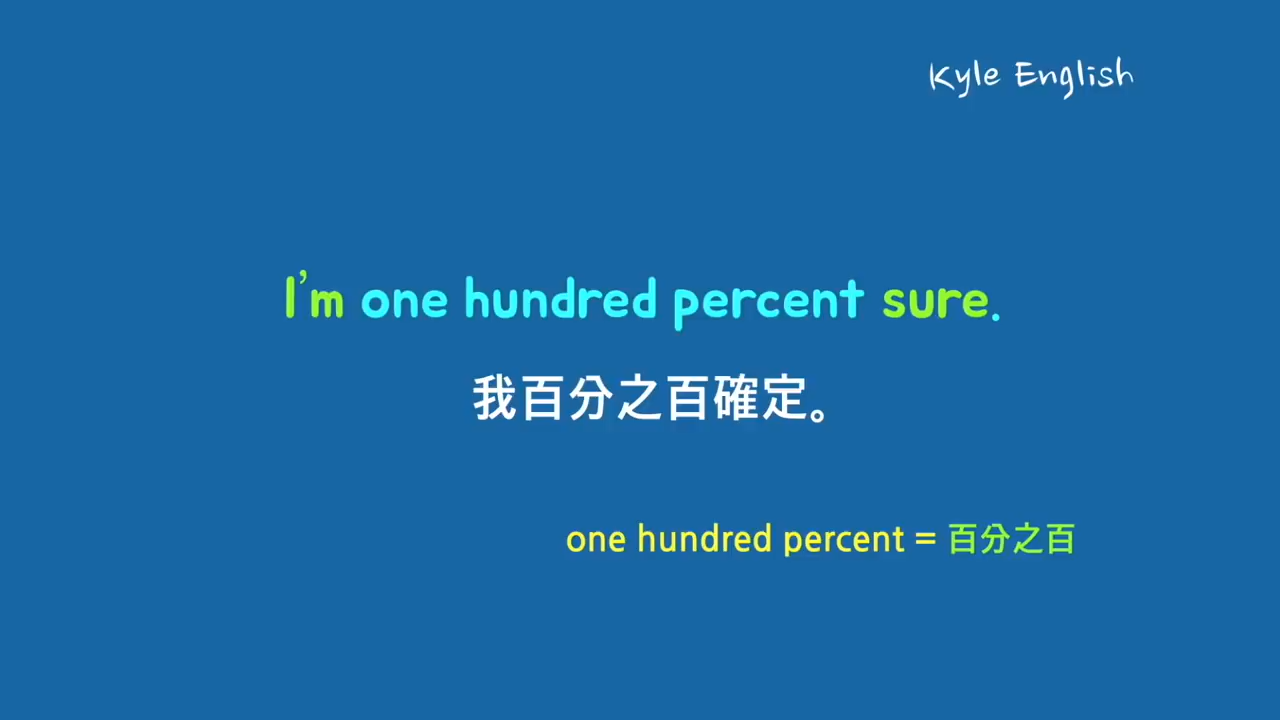 Kyle English
I'm one hundred percent sure.
我百分之百確定。
one hundred percent = 百分之百